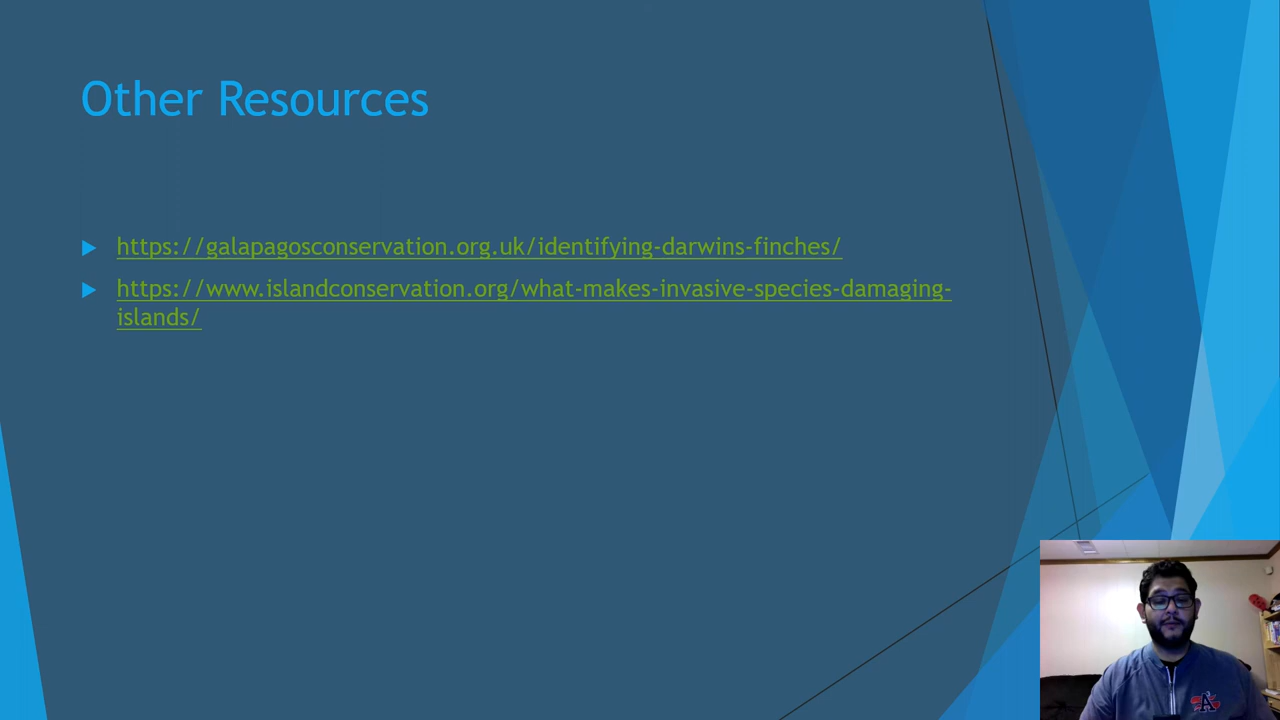 Other Resources
https://galapagosconservation.org.uk/identifying-darwins-finches/
https://www.islandconservation.org/what-makes-invasive-species-damaging-
islands/